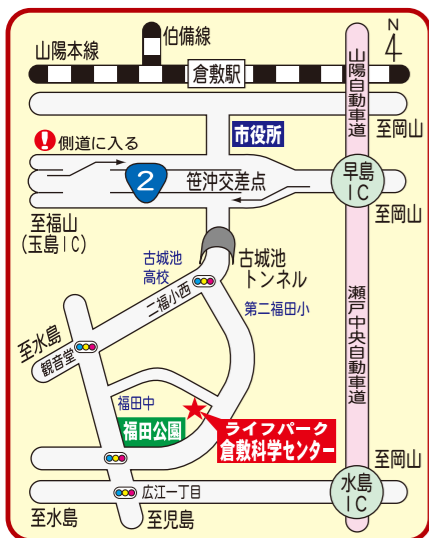 伯備線
N
山陽本線
倉敷駅
山陽自動車道
至岡山
市役所
側道に入る
2
笹沖交差点
早島
IC
至福山
(玉島IC)
至岡山
古城池
高校
古城池
トンネル
二福小西
第二福田小
瀬戸中央自動車道
至水島
観音堂
福田中
福田公園
ライフパーク
倉敷科学センター
至岡山
広江一丁目
水島
IC
至水島
至児島